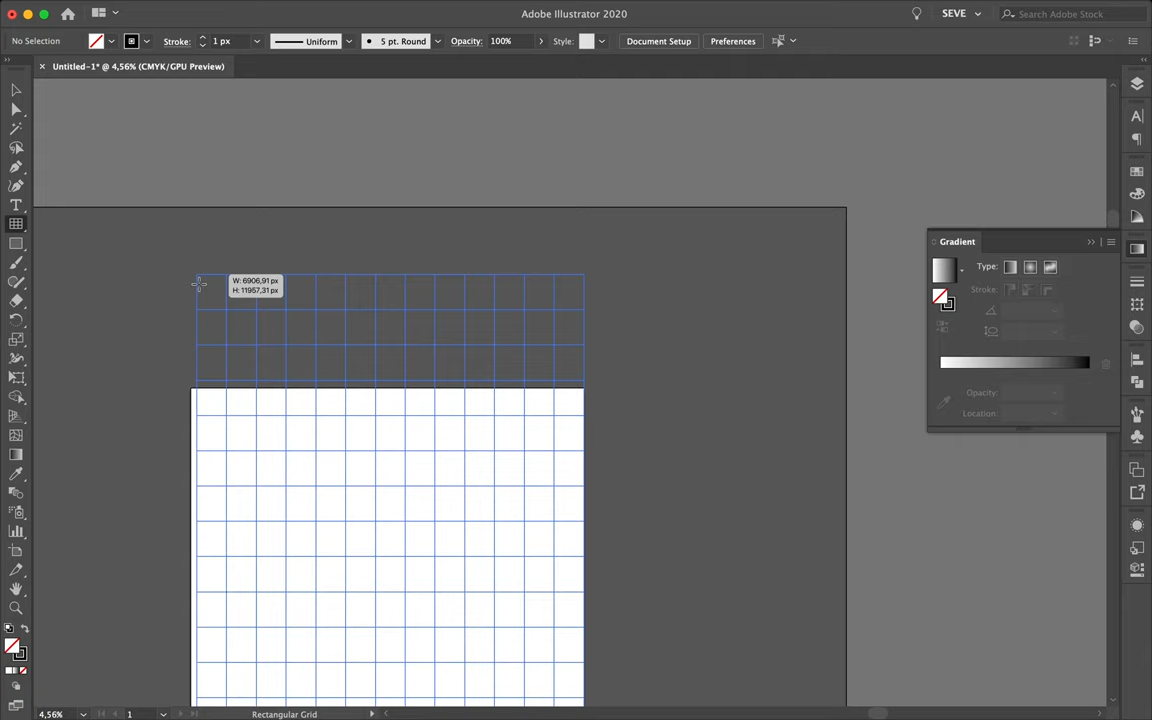 Adobe Illustrator 2020
SEVE
Search Adobe Stock
No Selection
Stroke:
1 px
Uniform
5 pt. Round
Opacity:
100%
Style:
Document Setup
Preferences
Untitled-1* @ 4,56% (CMYK/GPU Preview)
W: 6906,91 px
H: 11957,31 px
Gradient
Type:
Stroke:
Opacity:
Location:
4,56%
1
Rectangular Grid